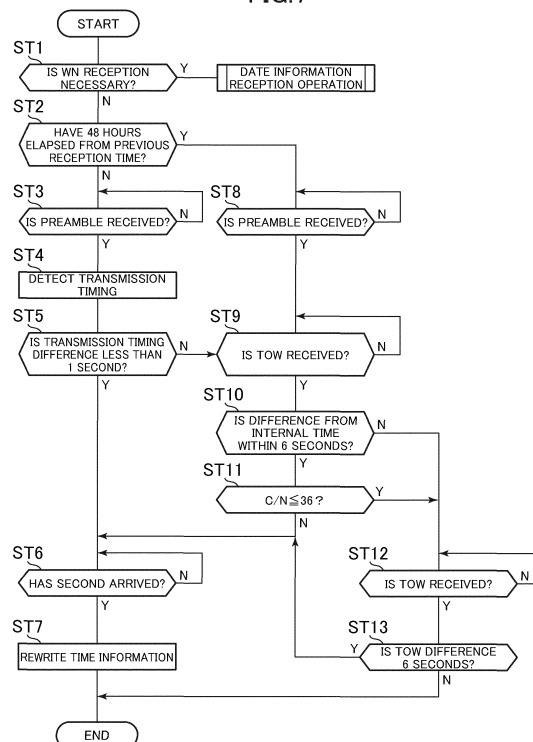 START
ST1
IS WN RECEPTION
NECESSARY?
Y
N
DATE INFORMATION
RECEPTION OPERATION
ST2
HAVE 48 HOURS
ELAPSED FROM PREVIOUS
RECEPTION TIME?
Y
N
ST3
IS PREAMBLE RECEIVED?
N
Y
ST8
IS PREAMBLE RECEIVED?
N
Y
ST4
DETECT TRANSMISSION
TIMING
ST5
IS TRANSMISSION TIMING
DIFFERENCE LESS THAN
1 SECOND?
N
Y
ST9
IS TOW RECEIVED?
N
Y
ST10
IS DIFFERENCE FROM
INTERNAL TIME
WITHIN 6 SECONDS?
N
Y
ST11
C/N≦36?
Y
N
ST6
HAS SECOND ARRIVED?
N
Y
ST12
IS TOW RECEIVED?
N
Y
ST7
REWRITE TIME INFORMATION
ST13
IS TOW DIFFERENCE
6 SECONDS?
Y
N
END